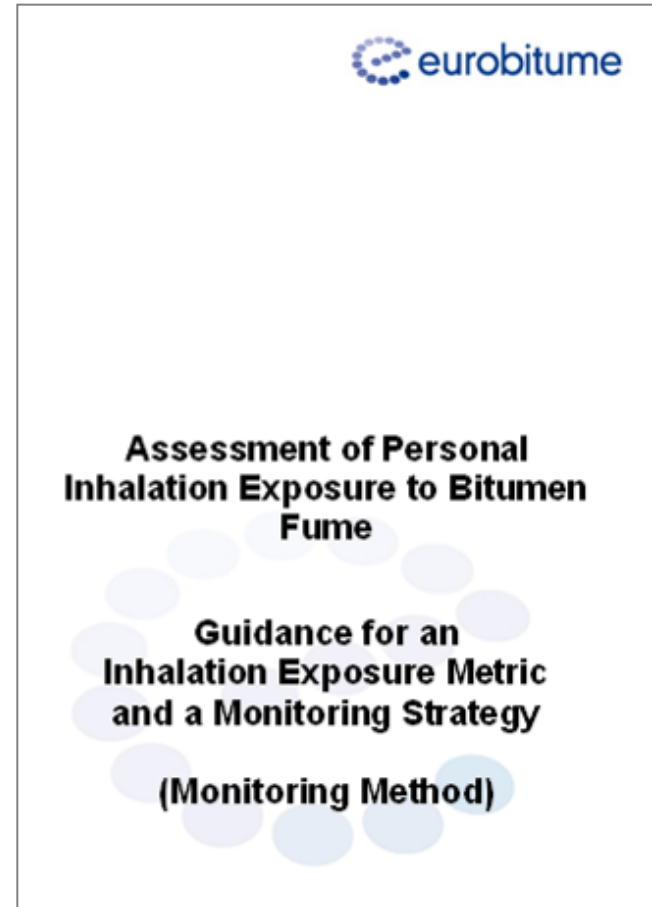 eurobitume
Assessment of Personal
Inhalation Exposure to Bitumen
Fume
Guidance for an
Inhalation Exposure Metric
and a Monitoring Strategy
(Monitoring Method)